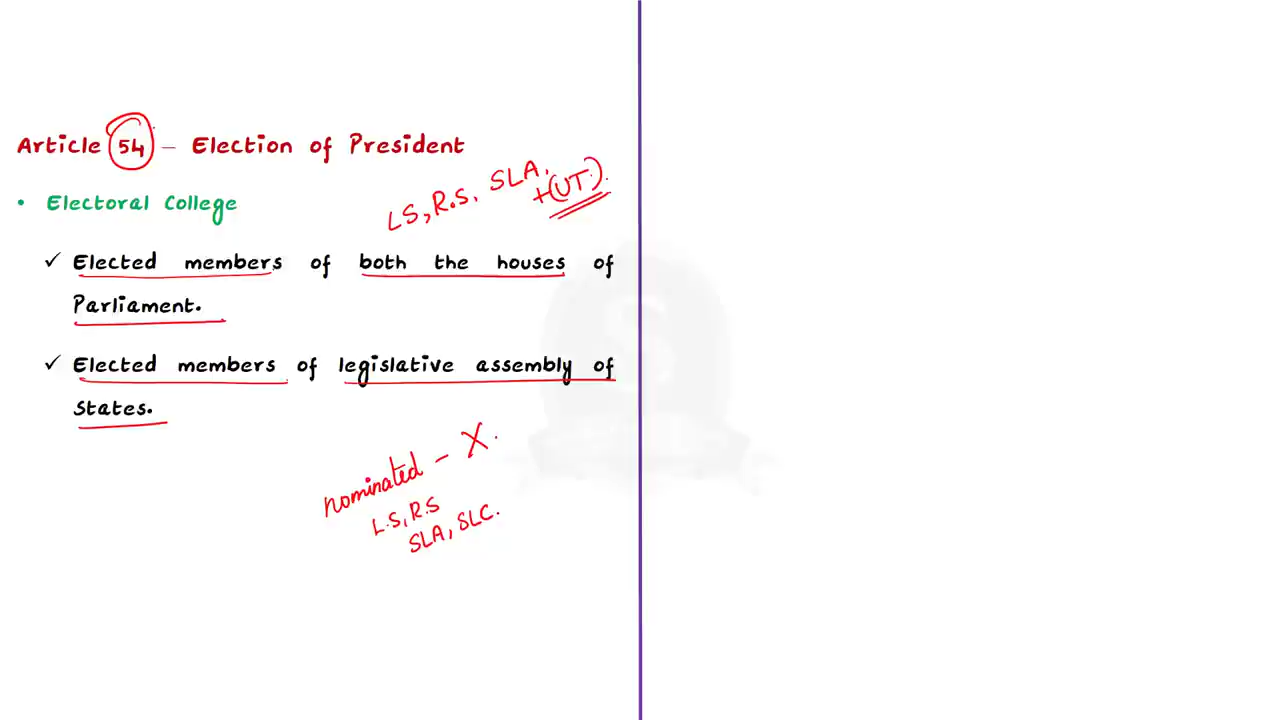 Article 54 – Election of President
• Electoral College
LS, R.S, SLA, +(UT).
✓ Elected members of both the houses of
Parliament.
✓ Elected members of legislative assembly of
States.
nominated – X.
L.S, R.S
SLA, SLC.